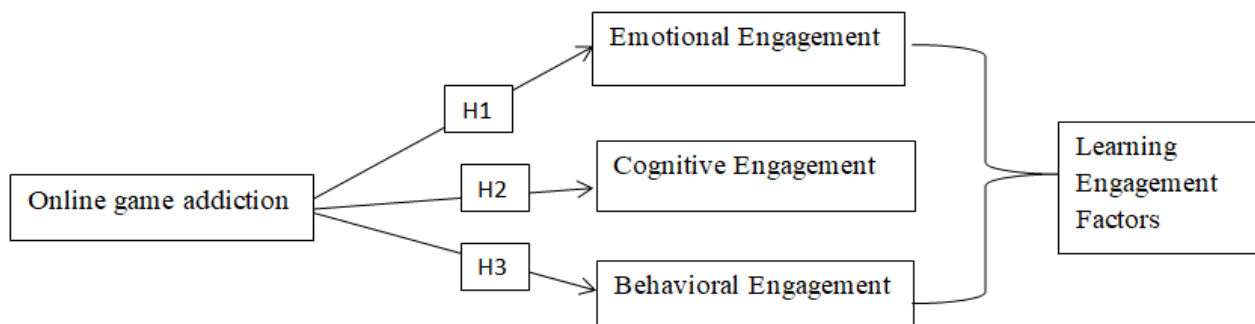 Emotional Engagement
H1
Cognitive Engagement
H2
Online game addiction
H3
Behavioral Engagement
Learning
Engagement
Factors